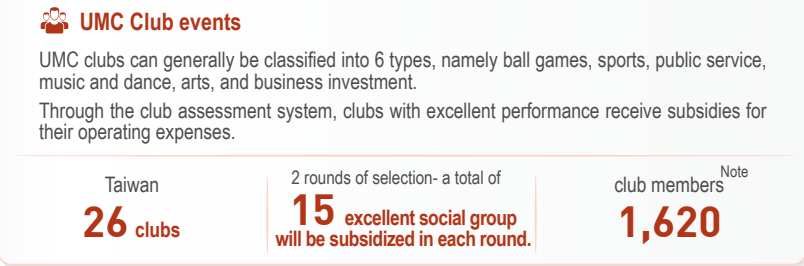 UMC Club events
UMC clubs can generally be classified into 6 types, namely ball games, sports, public service,
music and dance, arts, and business investment.
Through the club assessment system, clubs with excellent performance receive subsidies for
their operating expenses.
Taiwan
26 clubs
2 rounds of selection- a total of
15 excellent social group
will be subsidized in each round.
club members Note
1,620